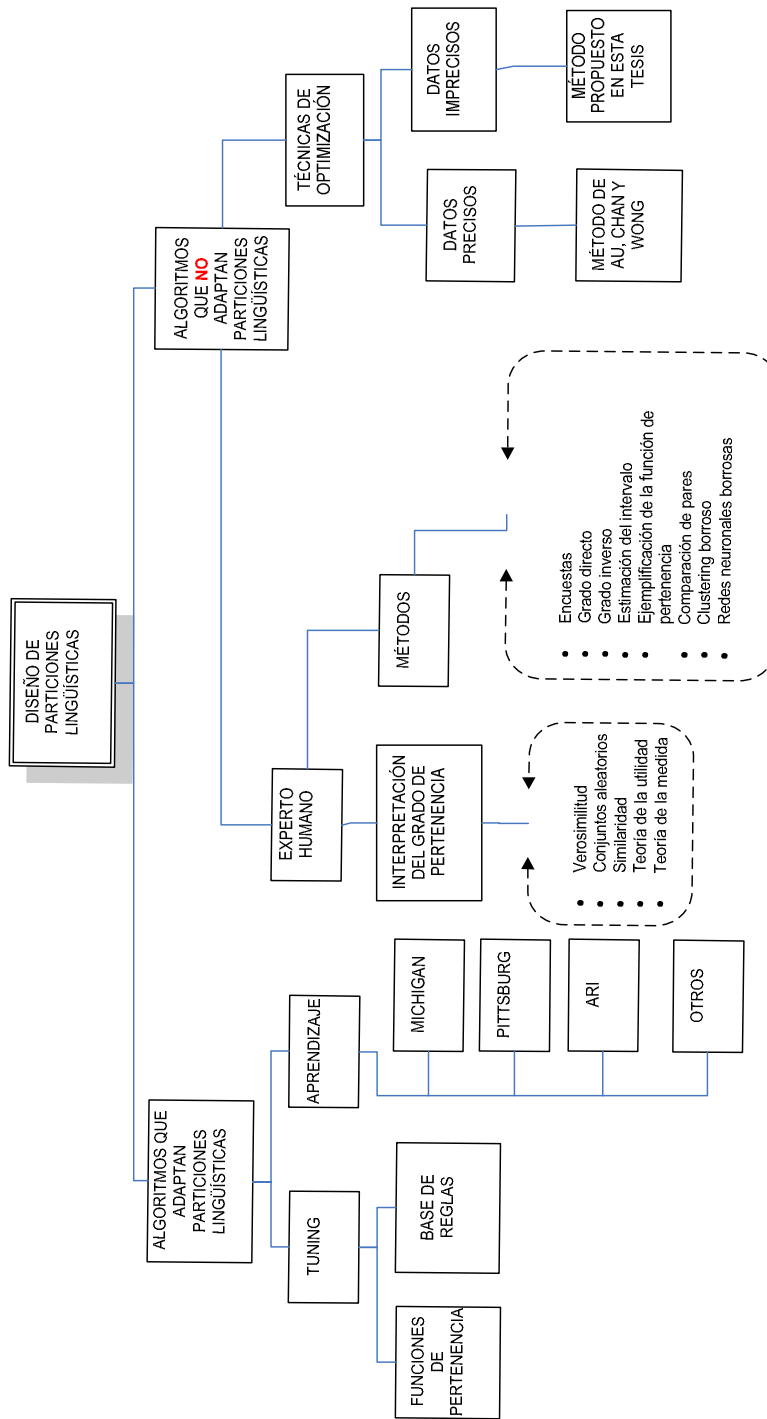 DISEÑO DE
PARTICIONES
LINGÜÍSTICAS
ALGORITMOS QUE
ADAPTAN
PARTICIONES
LINGÜÍSTICAS
ALGORITMOS
QUE NO
ADAPTAN
PARTICIONES
LINGÜÍSTICAS
TUNING
APRENDIZAJE
EXPERTO
HUMANO
TÉCNICAS DE
OPTIMIZACIÓN
FUNCIONES
DE
PERTENENCIA
BASE DE
REGLAS
MICHIGAN
PITTSBURG
ARI
OTROS
INTERPRETACIÓN
DEL GRADO DE
PERTENENCIA
MÉTODOS
DATOS
PRECISOS
DATOS
IMPRECISOS
• Verosimilitud
• Conjuntos aleatorios
• Similaridad
• Teoría de la utilidad
• Teoría de la medida
• Encuestas
• Grado directo
• Grado inverso
• Estimación del intervalo
• Ejemplificación de la función de
pertenencia
• Comparación de pares
• Clustering borroso
• Redes neuronales borrosas
MÉTODO DE
AU, CHAN Y
WONG
MÉTODO
PROPUESTO
EN ESTA
TESIS